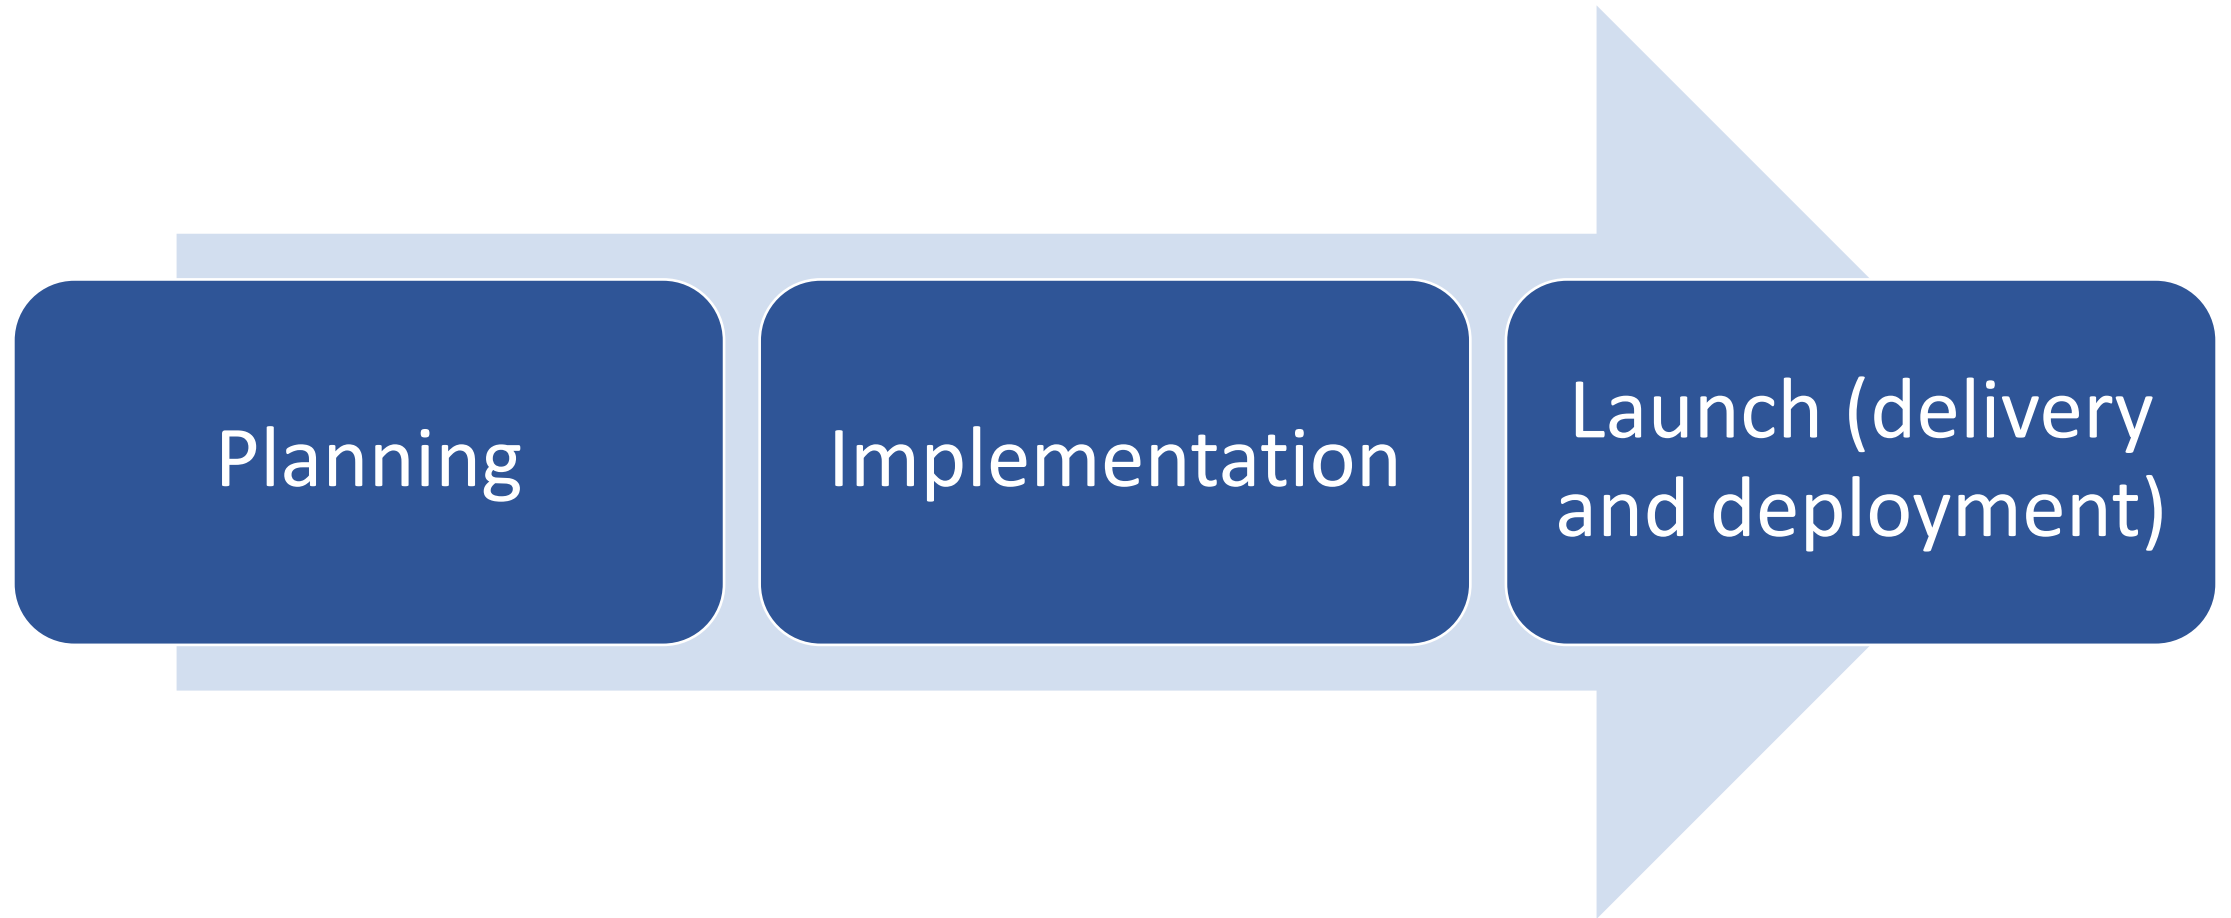 Planning
Implementation
Launch (delivery
and deployment)